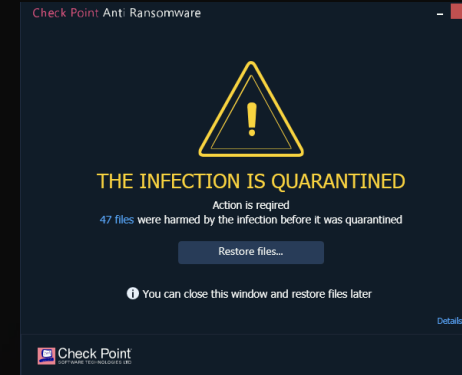 Check Point Anti Ransomware
THE INFECTION IS QUARANTINED
Action is reqired
47 files were harmed by the infection before it was quarantined
Restore files...
You can close this window and restore files later
Details
Check Point
SOFTWARE TECHNOLOGIES LTD